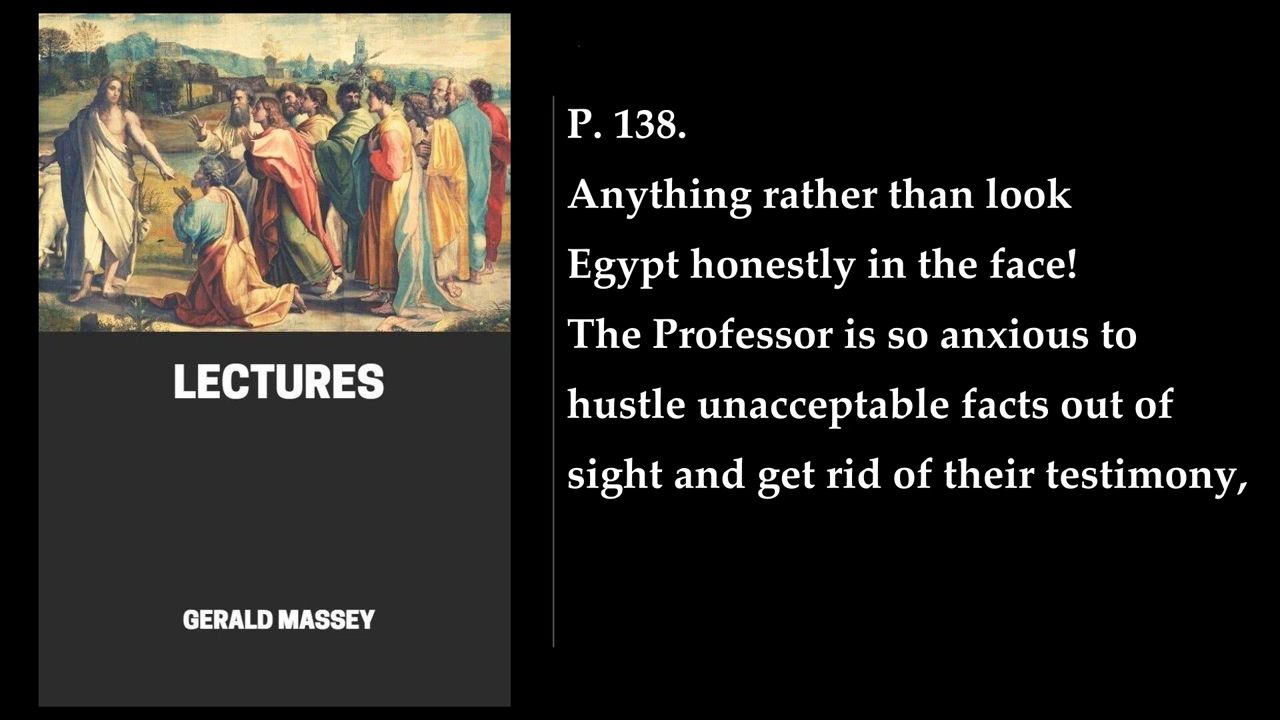 LECTURES
GERALD MASSEY
P. 138.
Anything rather than look
Egypt honestly in the face!
The Professor is so anxious to
hustle unacceptable facts out of
sight and get rid of their testimony,